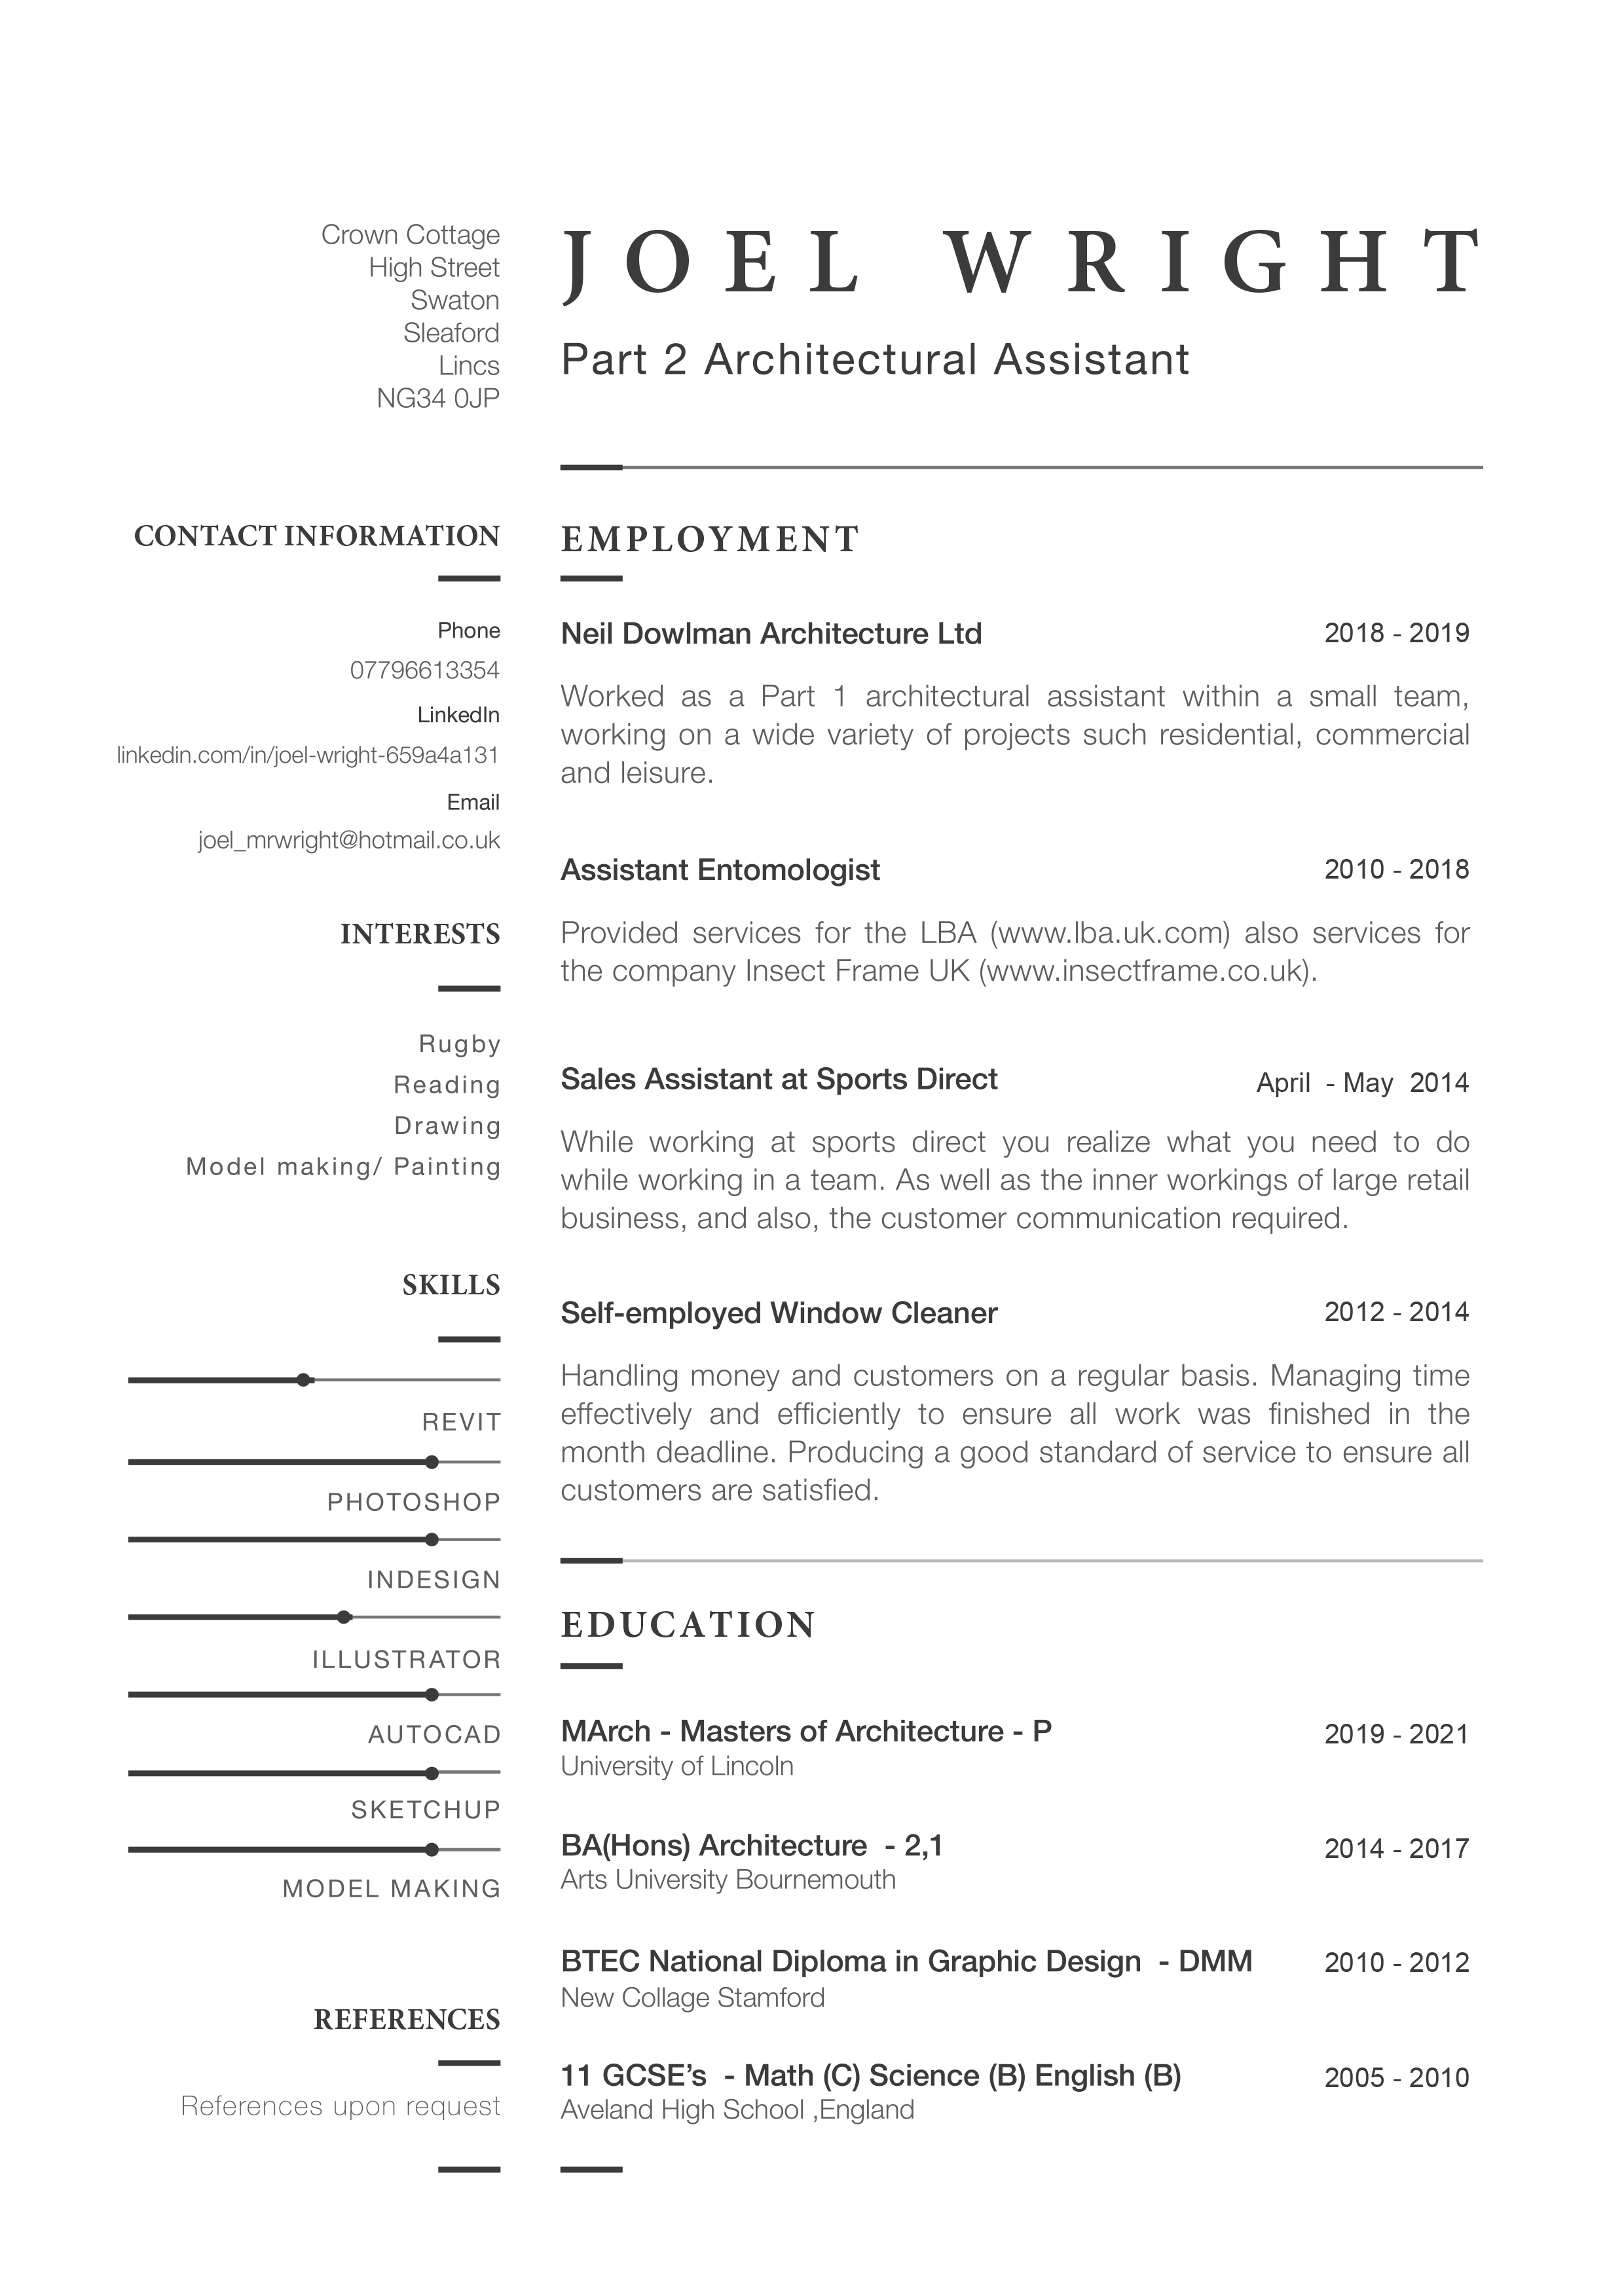 Crown Cottage
High Street
Swaton
Sleaford
Lincs
NG34 0JP
JOEL WRIGHT
Part 2 Architectural Assistant
CONTACT INFORMATION
Phone
07796613354
LinkedIn
linkedin.com/in/joel-wright-659a4a131
Email
joel_mrwright@hotmail.co.uk
INTERESTS
Rugby
Reading
Drawing
Model making/ Painting
SKILLS
REVIT
PHOTOSHOP
INDESIGN
ILLUSTRATOR
AUTOCAD
SKETCHUP
MODEL MAKING
REFERENCES
References upon request
EMPLOYMENT
Neil Dowlman Architecture Ltd 2018 - 2019
Worked as a Part 1 architectural assistant within a small team,
working on a wide variety of projects such residential, commercial
and leisure.
Assistant Entomologist 2010 - 2018
Provided services for the LBA (www.lba.uk.com) also services for
the company Insect Frame UK (www.insectframe.co.uk).
Sales Assistant at Sports Direct April - May 2014
While working at sports direct you realize what you need to do
while working in a team. As well as the inner workings of large retail
business, and also, the customer communication required.
Self-employed Window Cleaner 2012 - 2014
Handling money and customers on a regular basis. Managing time
effectively and efficiently to ensure all work was finished in the
month deadline. Producing a good standard of service to ensure all
customers are satisfied.
EDUCATION
MArch - Masters of Architecture - P 2019 - 2021
University of Lincoln
BA(Hons) Architecture - 2,1 2014 - 2017
Arts University Bournemouth
BTEC National Diploma in Graphic Design - DMM 2010 - 2012
New Collage Stamford
11 GCSE’s - Math (C) Science (B) English (B) 2005 - 2010
Aveland High School ,England